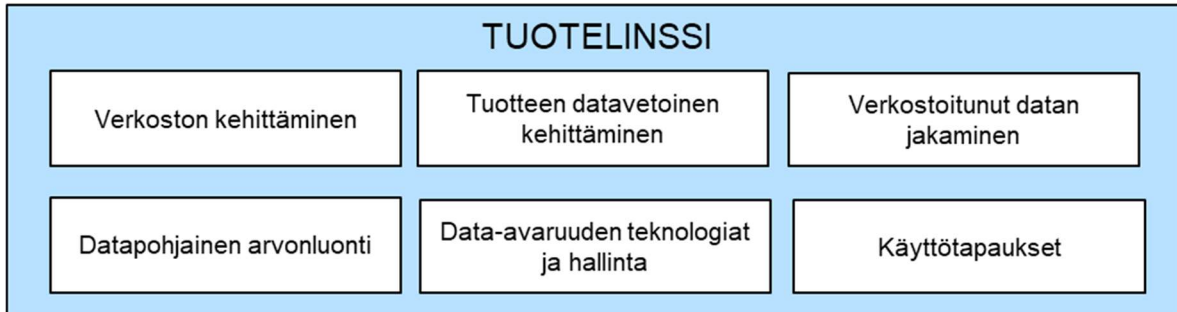 TUOTELINSSI
Verkoston kehittäminen
Tuotteen datavetoinen
kehittäminen
Verkostoitunut datan
jakaminen
Datapohjainen arvonluonti
Data-avaruuden teknologiat
ja hallinta
Käyttötapaukset